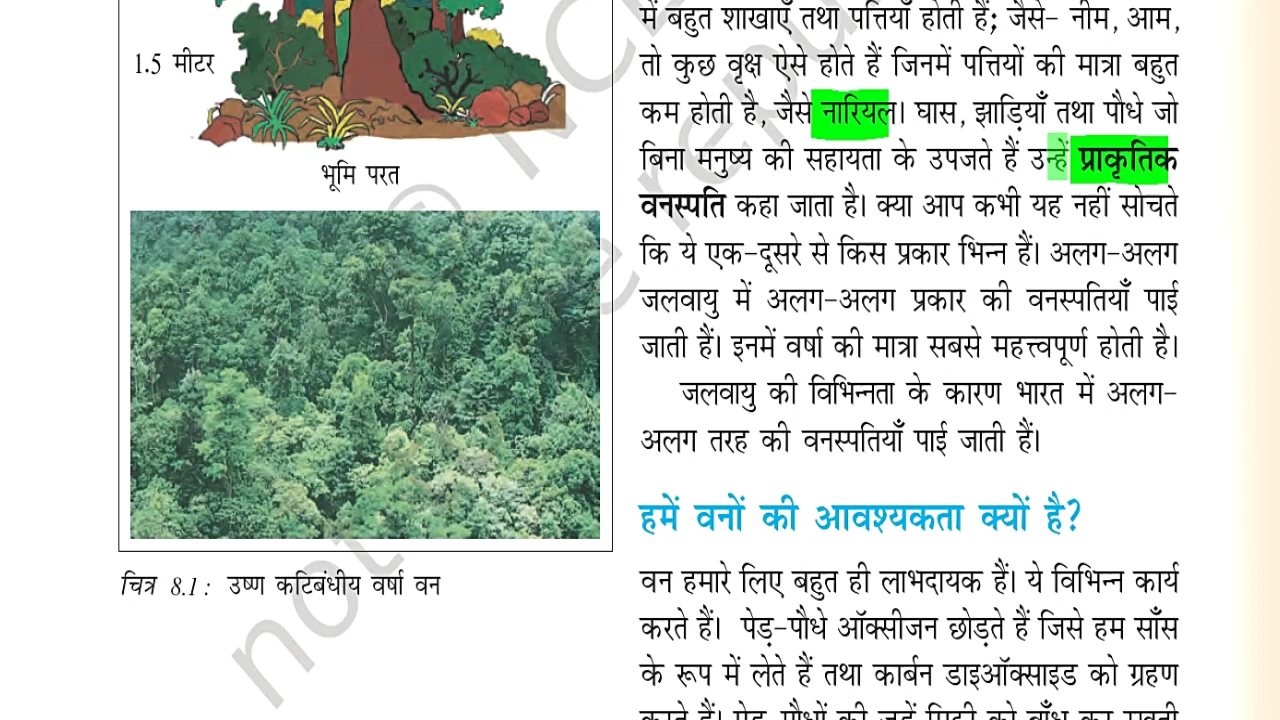 1.5 मीटर
भूमि परत
चित्र 8.1 : उष्ण कटिबंधीय वर्षा वन
में बहुत शाखाएँ तथा पत्तियाँ होती हैं; जैसे- नीम, आम,
तो कुछ वृक्ष ऐसे होते हैं जिनमें पत्तियों की मात्रा बहुत
कम होती है, जैसे नारियल। घास, झाड़ियाँ तथा पौधे जो
बिना मनुष्य की सहायता के उपजते हैं उन्हें प्राकृतिक
वनस्पति कहा जाता है। क्या आप कभी यह नहीं सोचते
कि ये एक-दूसरे से किस प्रकार भिन्न हैं। अलग-अलग
जलवायु में अलग-अलग प्रकार की वनस्पतियाँ पाई
जाती हैं। इनमें वर्षा की मात्रा सबसे महत्त्वपूर्ण होती है।
जलवायु की विभिन्नता के कारण भारत में अलग-
अलग तरह की वनस्पतियाँ पाई जाती हैं।
हमें वनों की आवश्यकता क्यों है?
वन हमारे लिए बहुत ही लाभदायक हैं। ये विभिन्न कार्य
करते हैं। पेड़-पौधे ऑक्सीजन छोड़ते हैं जिसे हम साँस
के रूप में लेते हैं तथा कार्बन डाइऑक्साइड को ग्रहण
करते हैं। पेड़-पौधों की जड़ें मिट्टी को बाँध कर
not